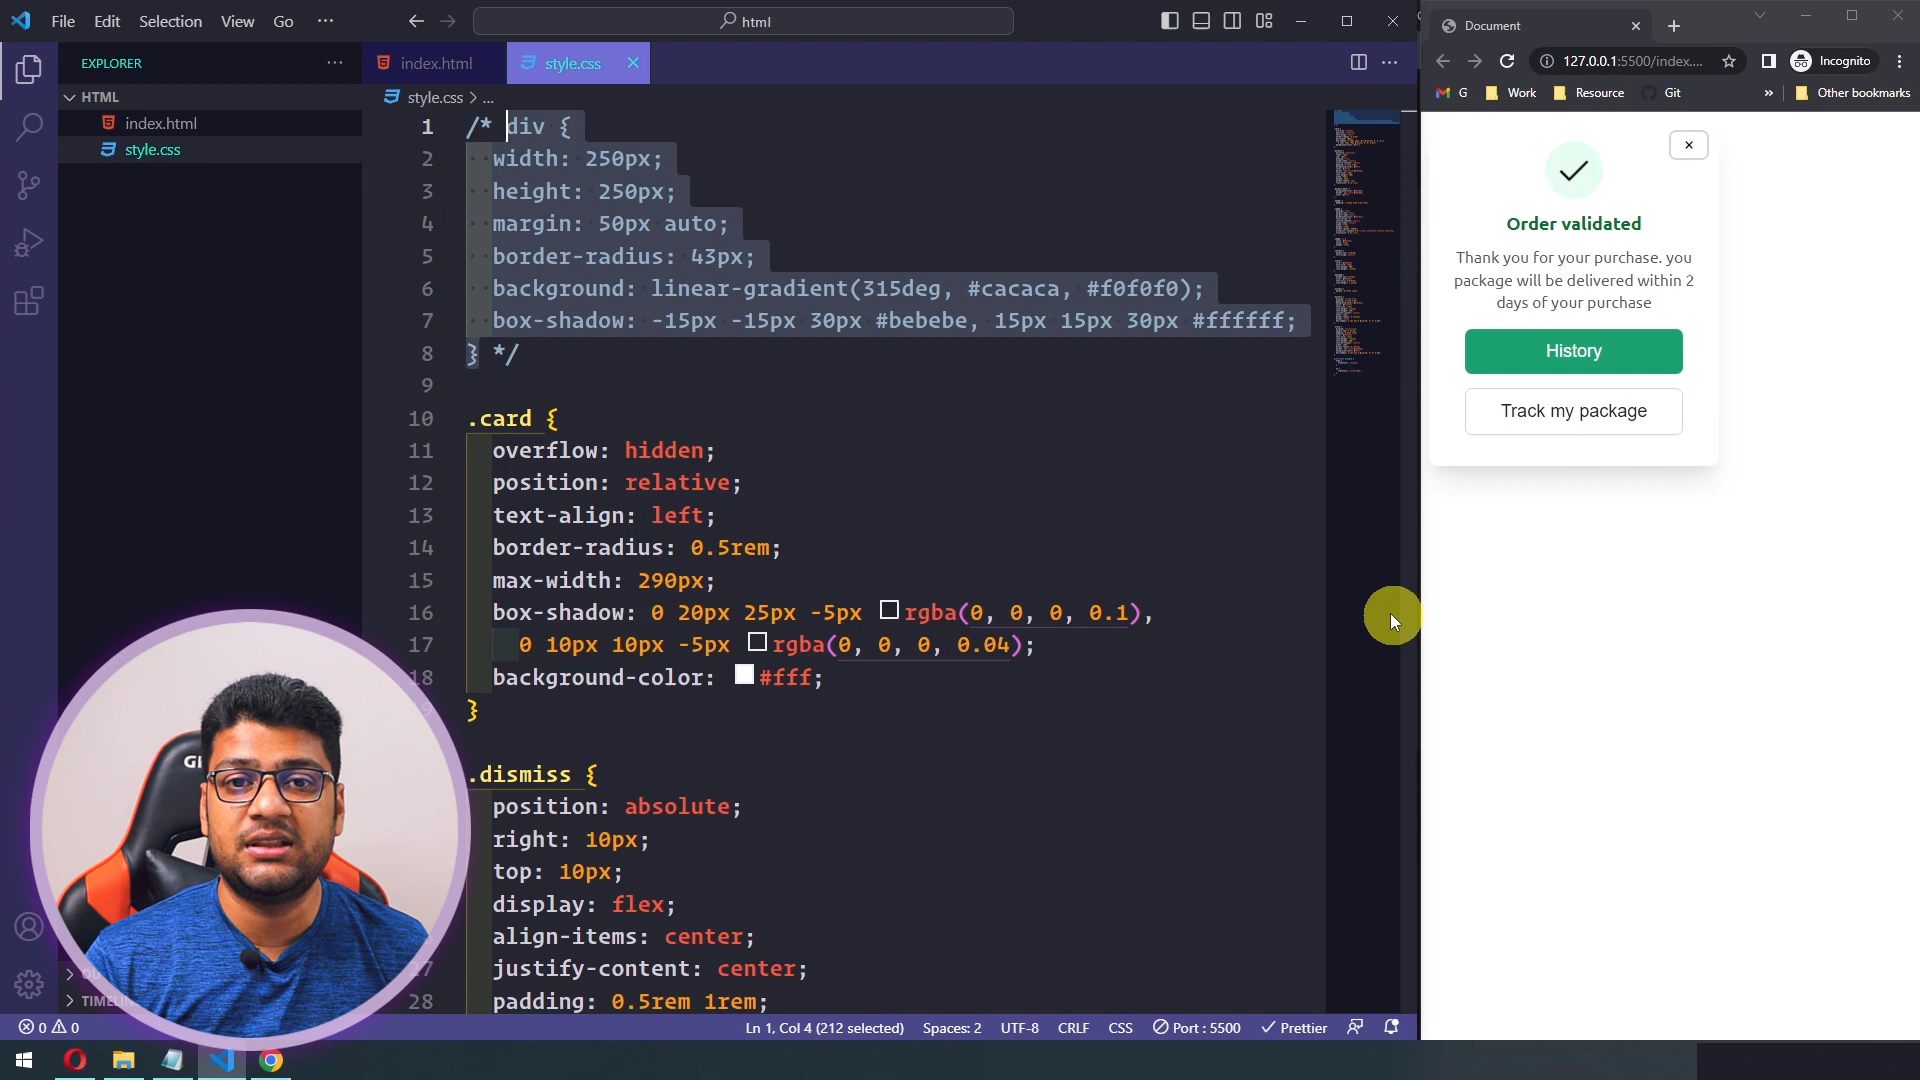 File Edit Selection View Go ···
html
EXPLORER
HTML
index.html
style.css
index.html
style.css
style.css > ...
1 /* div {
2 width: 250px;
3 height: 250px;
4 margin: 50px auto;
5 border-radius: 43px;
6 background: linear-gradient(315deg, #cacaca, #f0f0f0);
7 box-shadow: -15px -15px 30px #bebebe, 15px 15px 30px #ffffff;
8 } */
9
10 .card {
11 overflow: hidden;
12 position: relative;
13 text-align: left;
14 border-radius: 0.5rem;
15 max-width: 290px;
16 box-shadow: 0 20px 25px -5px rgba(0, 0, 0, 0.1),
17 0 10px 10px -5px rgba(0, 0, 0, 0.04);
18 background-color: #fff;
}
.dismiss {
position: absolute;
right: 10px;
top: 10px;
display: flex;
align-items: center;
27 justify-content: center;
28 padding: 0.5rem 1rem;
0 0
Ln 1, Col 4 (212 selected) Spaces: 2 UTF-8 CRLF CSS Port : 5500 Prettier
Document
127.0.0.1:5500/index....
Incognito
G Work Resource Git » Other bookmarks
×
Order validated
Thank you for your purchase. you
package will be delivered within 2
days of your purchase
History
Track my package